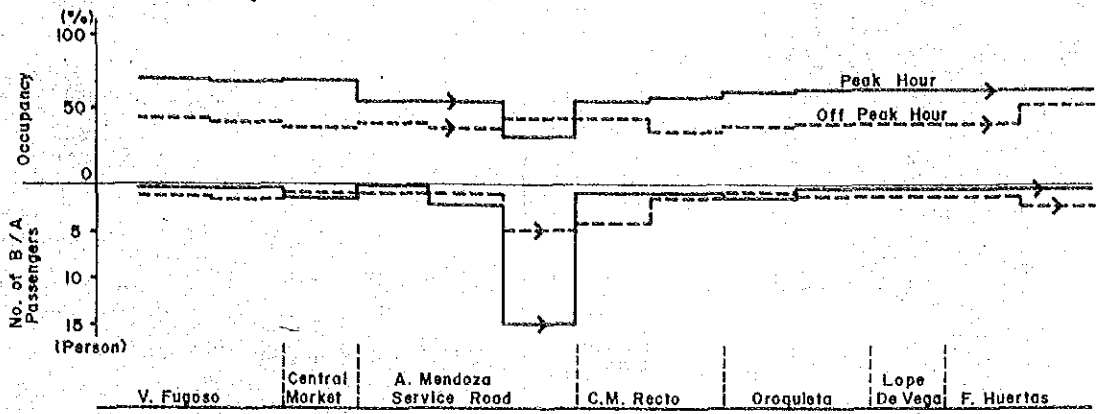 (%)
100
50
0
Occupancy
Peak Hour
Off Peak Hour
No. of B/A
Passengers
5
10
15
(Person)
V. Fugoso
Central
Market
A. Mendoza
Service Road
C.M. Recto
Oroquieta
Lope
De Vega
F. Huertas